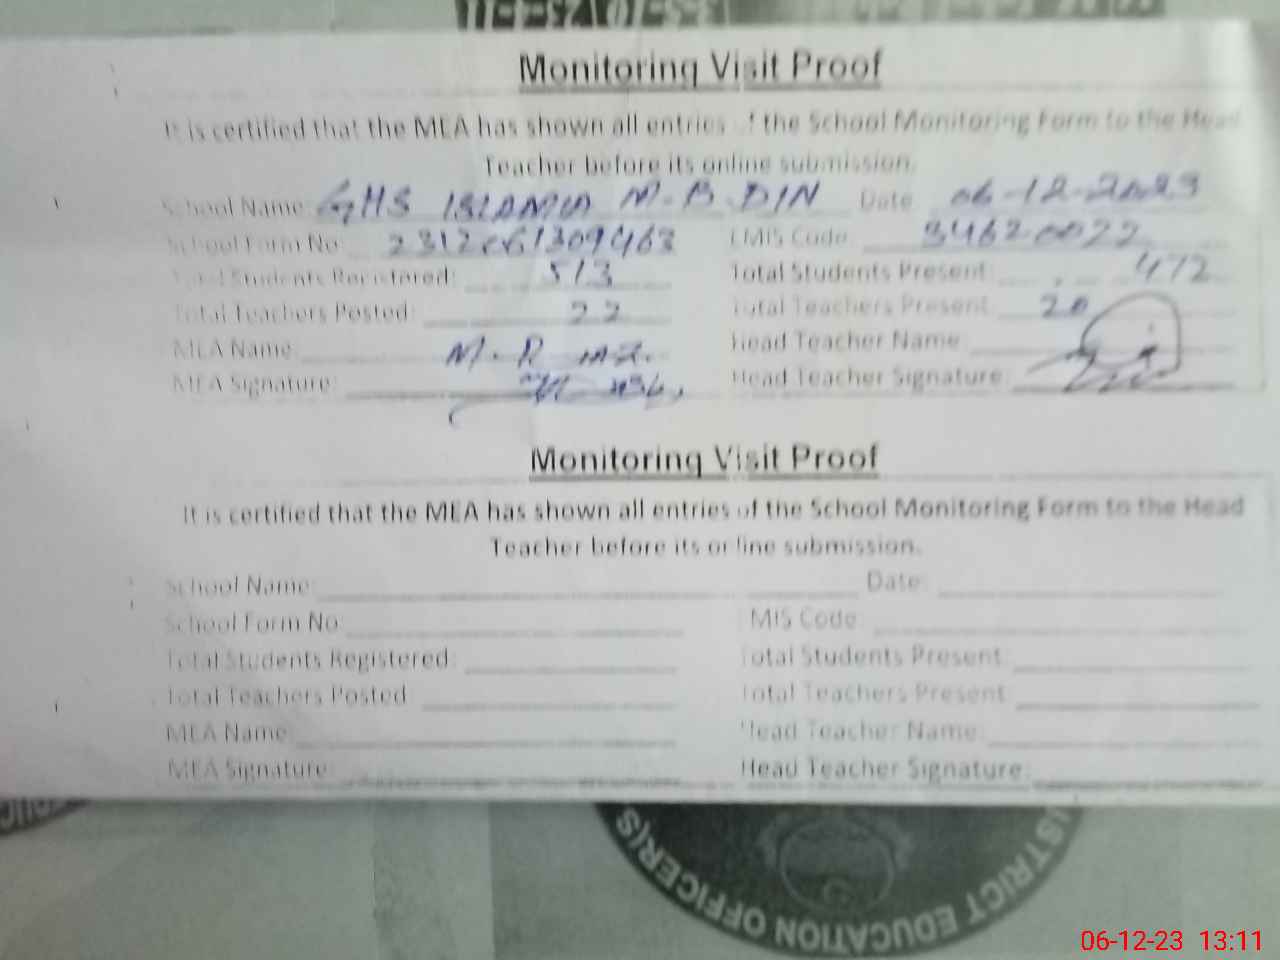 Monitoring Visit Proof
It is certified that the MEA has shown all entries of the School Monitoring Form to the Head
Teacher before its online submission.
School Name: GHS ISLAMIA M.B.DIN Date 06-12-2023
School Form No. EMIS Code: 34620022
Total Students Registered: 513 Total Students Present: 472
Total Teachers Posted: 22 Total Teachers Present: 20
MEA Name: M. R Head Teacher Name:
MEA Signature: Head Teacher Signature:
Monitoring Visit Proof
It is certified that the MEA has shown all entries of the School Monitoring Form to the Head
Teacher before its online submission.
School Name: Date:
School Form No EMIS Code:
Total Students Registered: Total Students Present:
Total Teachers Posted Total Teachers Present:
MEA Name: Head Teacher Name:
MEA Signature: Head Teacher Signature:
DISTRICT EDUCATION OFFICER(S
06-12-23 13:11